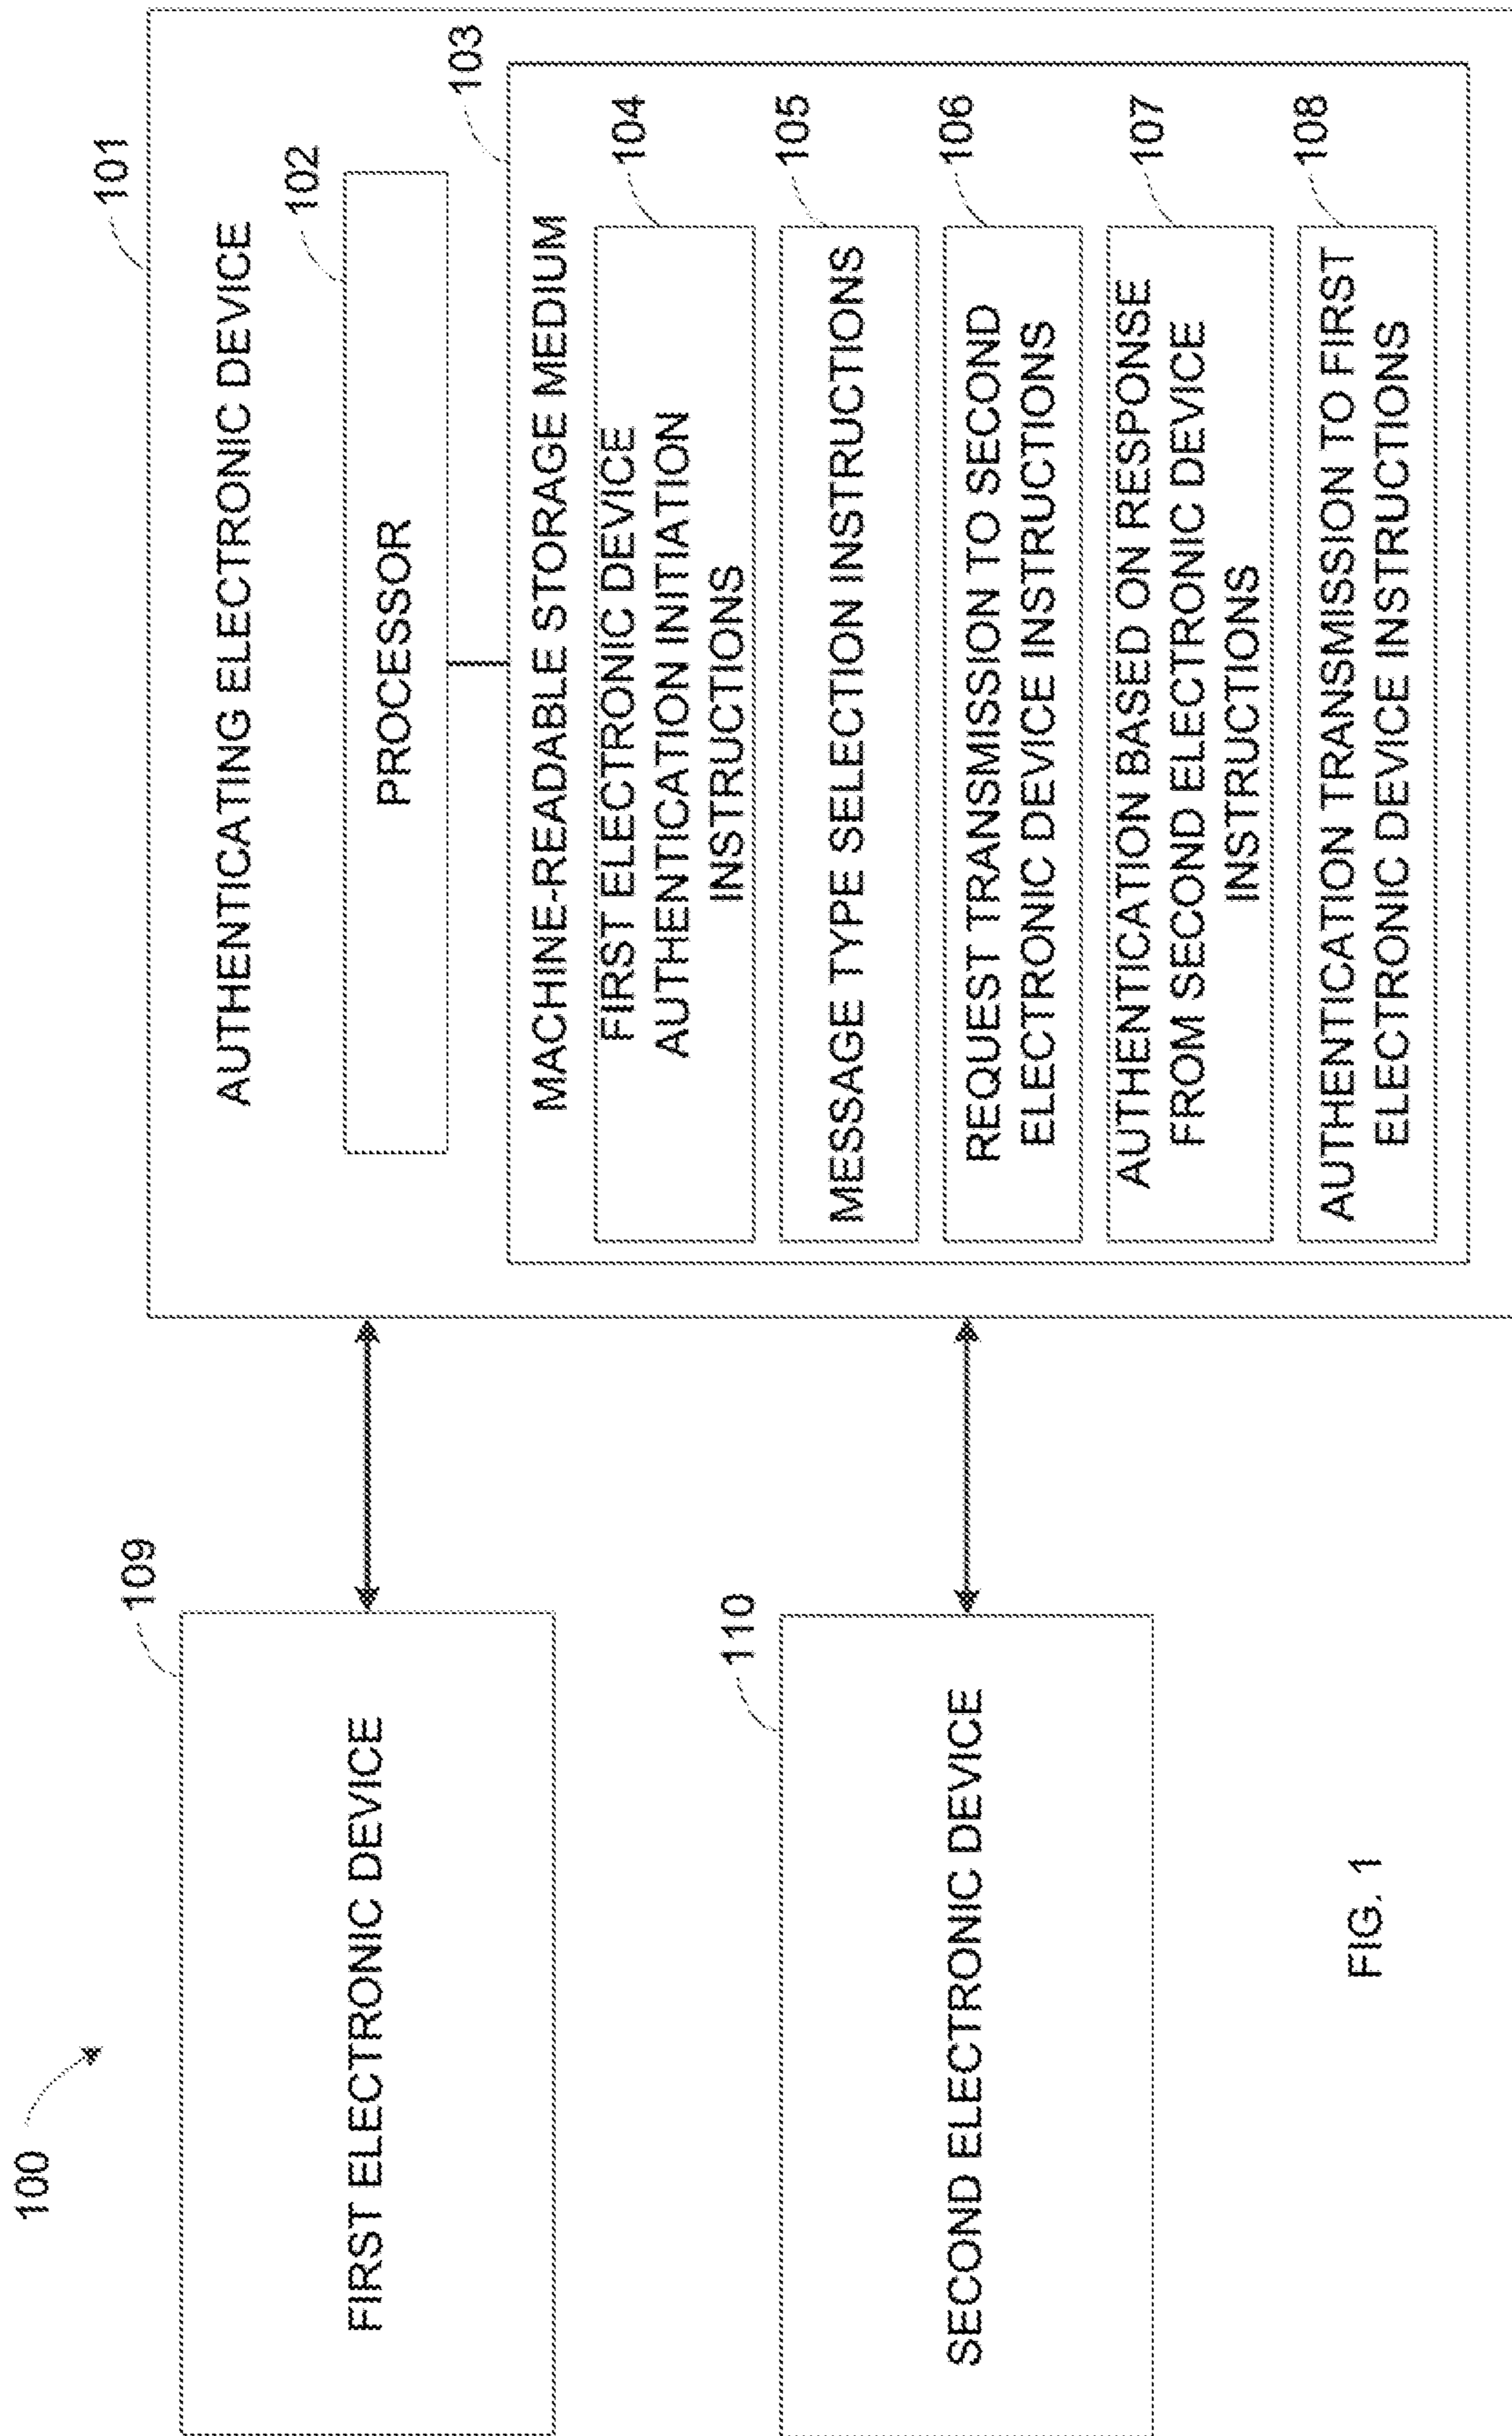 100
109
FIRST ELECTRONIC DEVICE
110
SECOND ELECTRONIC DEVICE
101
AUTHENTICATING ELECTRONIC DEVICE
102
PROCESSOR
103
MACHINE-READABLE STORAGE MEDIUM
104
FIRST ELECTRONIC DEVICE
AUTHENTICATION INITIATION
INSTRUCTIONS
105
MESSAGE TYPE SELECTION INSTRUCTIONS
106
REQUEST TRANSMISSION TO SECOND
ELECTRONIC DEVICE INSTRUCTIONS
107
AUTHENTICATION BASED ON RESPONSE
FROM SECOND ELECTRONIC DEVICE
INSTRUCTIONS
108
AUTHENTICATION TRANSMISSION TO FIRST
ELECTRONIC DEVICE INSTRUCTIONS
FIG. 1